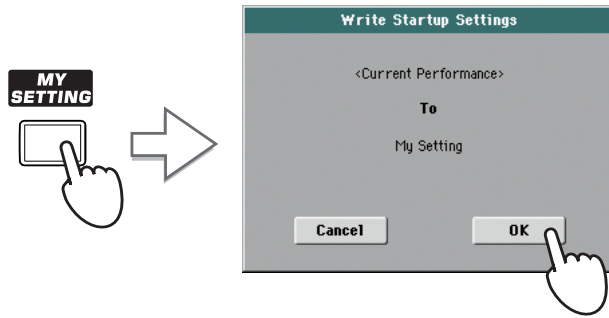 MY
SETTING
Write Startup Settings
<Current Performance>
To
My Setting
Cancel
OK